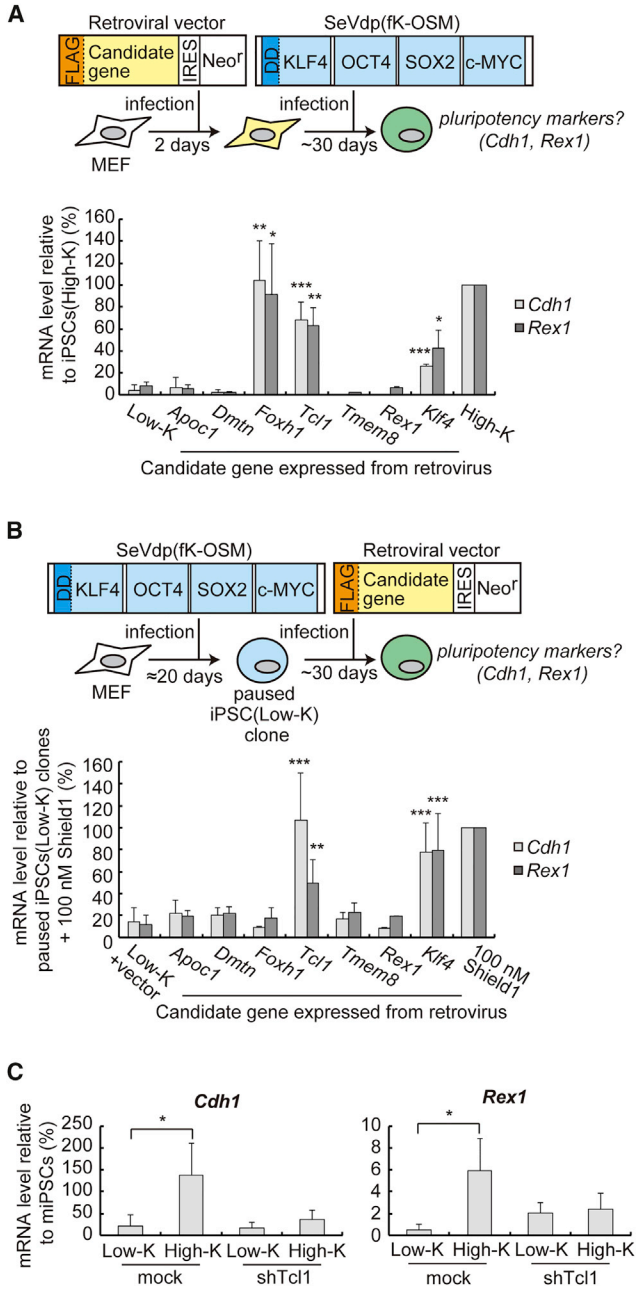 A
Retroviral vector
SeVdp(fK-OSM)
FLAG
Candidate
gene
IRES
Neor
DD
KLF4
OCT4
SOX2
c-MYC
infection
infection
2 days
~30 days
MEF
pluripotency markers?
(Cdh1, Rex1)
mRNA level relative
to iPSCs(High-K) (%)
160
140
120
100
80
60
40
20
0
** *
*** **
*** *
Cdh1
Rex1
Low-K
Apoc1
Dmtn
Foxh1
Tcl1
Tmem8
Rex1
Klf4
High-K
Candidate gene expressed from retrovirus
B
SeVdp(fK-OSM)
Retroviral vector
DD
KLF4
OCT4
SOX2
c-MYC
FLAG
Candidate
gene
IRES
Neor
infection
infection
≈20 days
~30 days
MEF
paused
iPSC(Low-K)
clone
pluripotency markers?
(Cdh1, Rex1)
mRNA level relative to
paused iPSCs(Low-K) clones
+ 100 nM Shield1 (%)
160
140
120
100
80
60
40
20
0
*** **
*** ***
Cdh1
Rex1
Low-K
+vector
Apoc1
Dmtn
Foxh1
Tcl1
Tmem8
Rex1
Klf4
100 nM
Shield1
Candidate gene expressed from retrovirus
C
mRNA level relative
to miPSCs (%)
Cdh1
250
200
150
100
50
0
*
Low-K High-K Low-K High-K
mock shTcl1
Rex1
10
8
6
4
2
0
*
Low-K High-K Low-K High-K
mock shTcl1